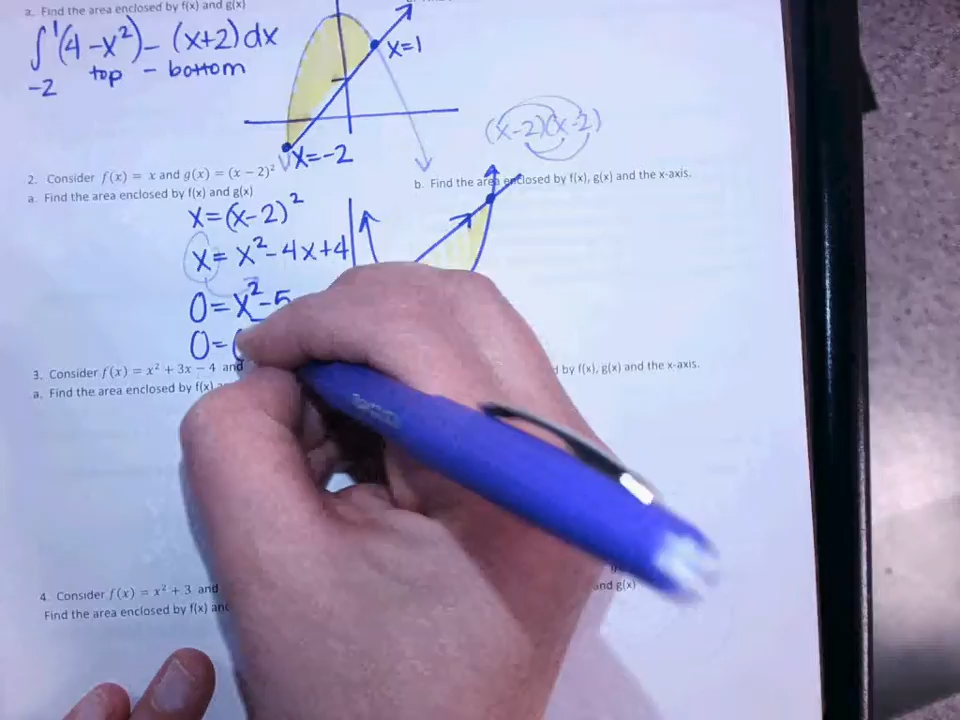 a. Find the area enclosed by f(x) and g(x)
∫₋₂¹ (4 - x²) - (x+2) dx
top - bottom
x=1
x=-2
(x-2)(x-2)
2. Consider f(x) = x and g(x) = (x − 2)²
b. Find the area enclosed by f(x), g(x) and the x-axis.
a. Find the area enclosed by f(x) and g(x)
x=(x-2)²
x= x²-4x+4
0=x²-5
0=(
3. Consider f(x) = x² + 3x − 4 and
by f(x), g(x) and the x-axis.
a. Find the area enclosed by f(x)
4. Consider f(x) = x² + 3 and
and g(x)
Find the area enclosed by f(x) and